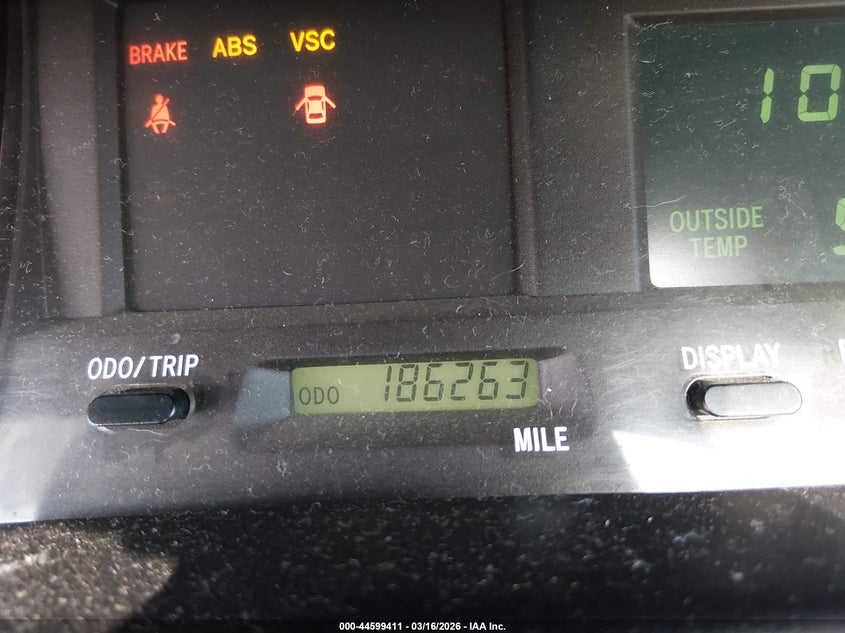 BRAKE ABS VSC
10
OUTSIDE
TEMP
ODO/TRIP
ODO 186263
MILE
DISPLAY
000-44599411 - 03/16/2026 - IAA Inc.